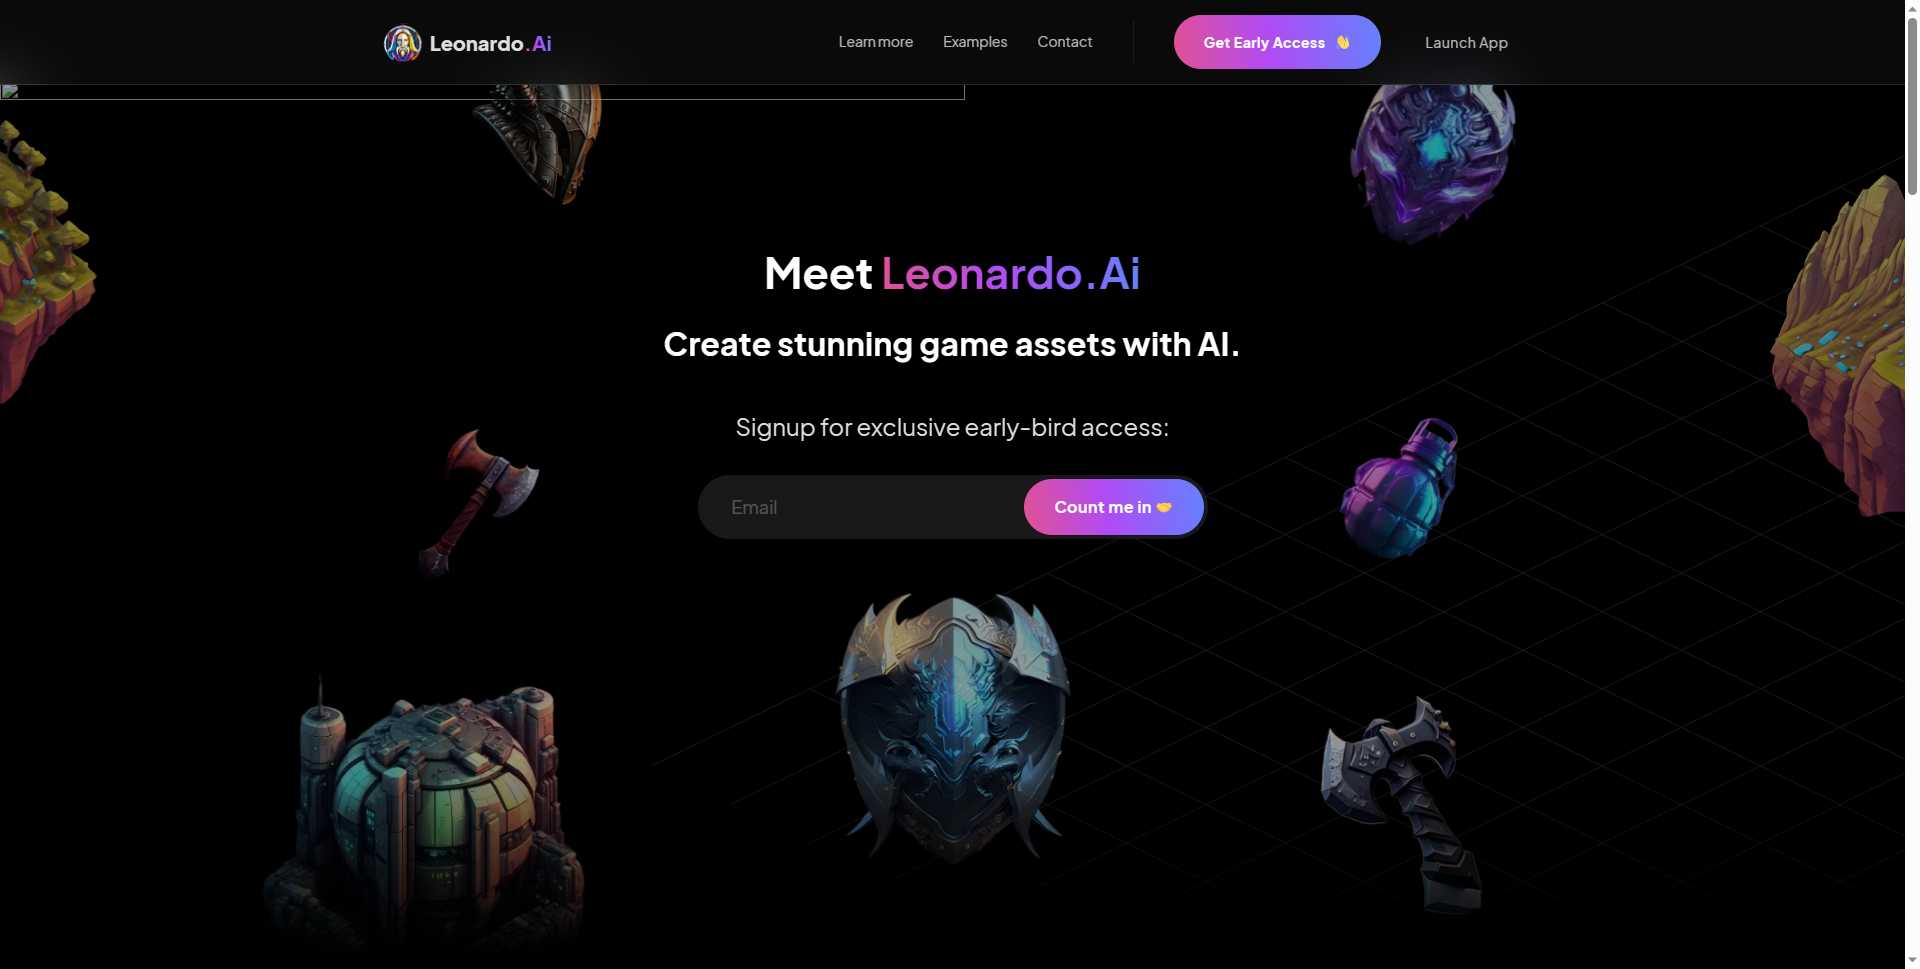 Leonardo.Ai
Learn more
Examples
Contact
Get Early Access 👋
Launch App
Meet Leonardo.Ai
Create stunning game assets with AI.
Signup for exclusive early-bird access:
Email
Count me in 🤝